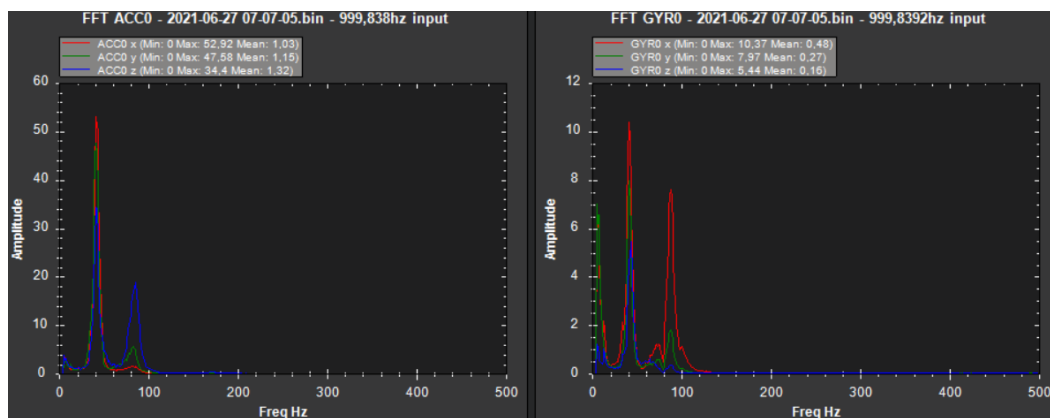 FFT ACC0 - 2021-06-27 07-07-05.bin - 999,838hz input
ACC0 x (Min: 0 Max: 52,92 Mean: 1,03)
ACC0 y (Min: 0 Max: 47,58 Mean: 1,15)
ACC0 z (Min: 0 Max: 34,4 Mean: 1,32)
60
50
40
30
20
10
0
Amplitude
0
100
200
300
400
500
Freq Hz
FFT GYR0 - 2021-06-27 07-07-05.bin - 999,8392hz input
GYR0 x (Min: 0 Max: 10,37 Mean: 0,48)
GYR0 y (Min: 0 Max: 7,97 Mean: 0,27)
GYR0 z (Min: 0 Max: 5,44 Mean: 0,16)
12
10
8
6
4
2
0
Amplitude
0
100
200
300
400
500
Freq Hz